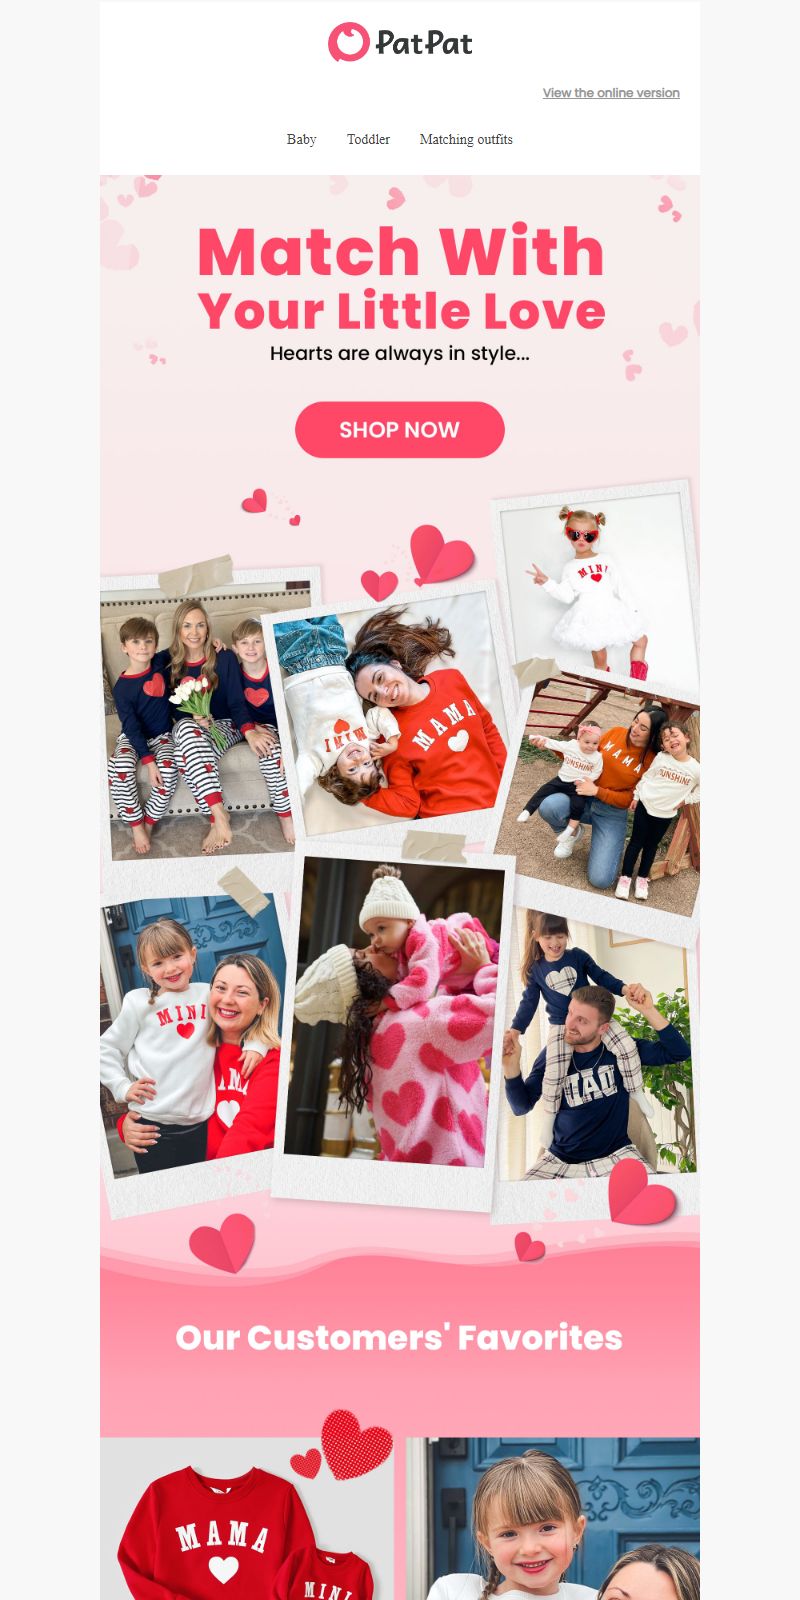 PatPat
View the online version
Baby Toddler Matching outfits
Match With
Your Little Love
Hearts are always in style...
SHOP NOW
MINI
MINI
MAMA
MAMA
SUNSHINE
SUNSHINE
MINI
MAMA
DAD
Our Customers' Favorites
MAMA
MINI